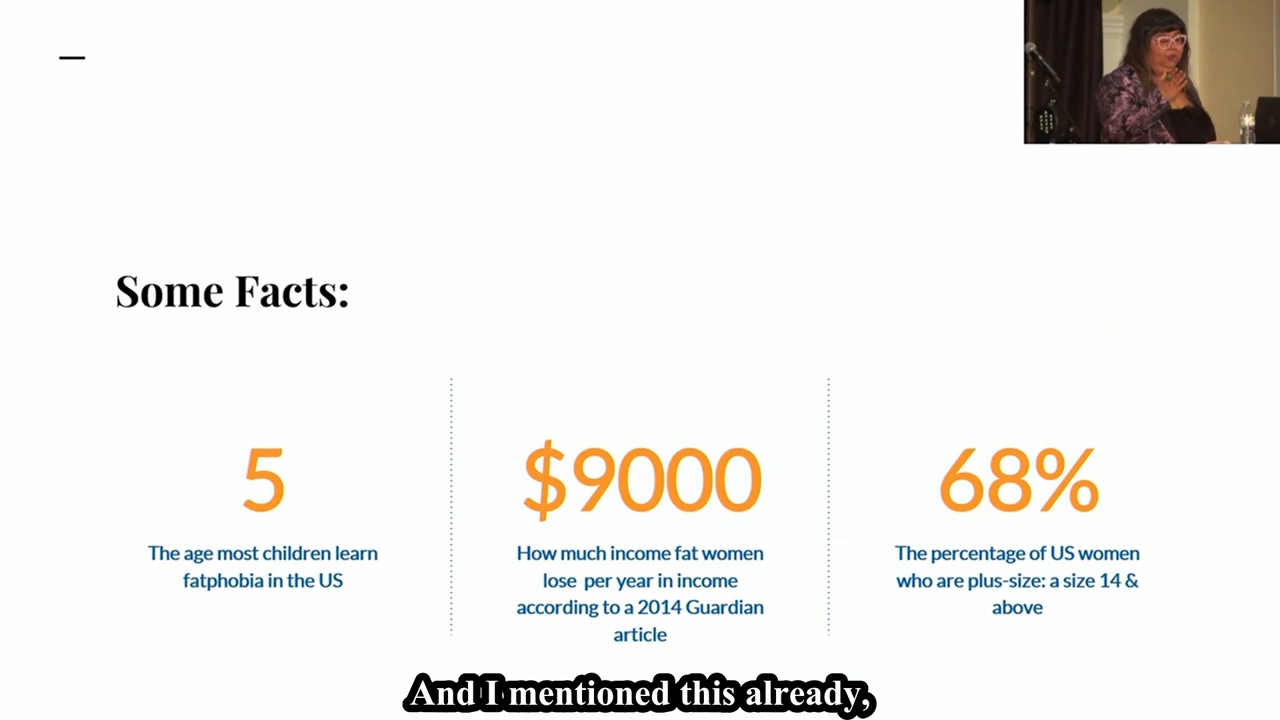 Some Facts:
5
The age most children learn
fatphobia in the US
$9000
How much income fat women
lose per year in income
according to a 2014 Guardian
article
68%
The percentage of US women
who are plus-size: a size 14 &
above
And I mentioned this already,